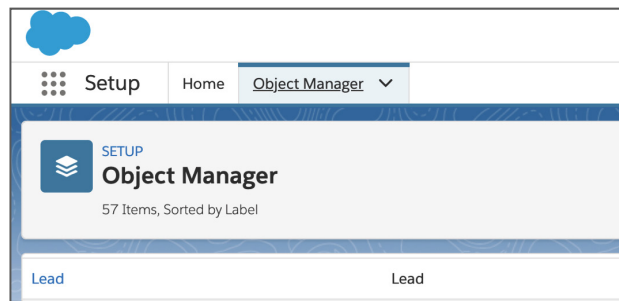 Setup Home Object Manager
SETUP
Object Manager
57 Items, Sorted by Label
Lead Lead